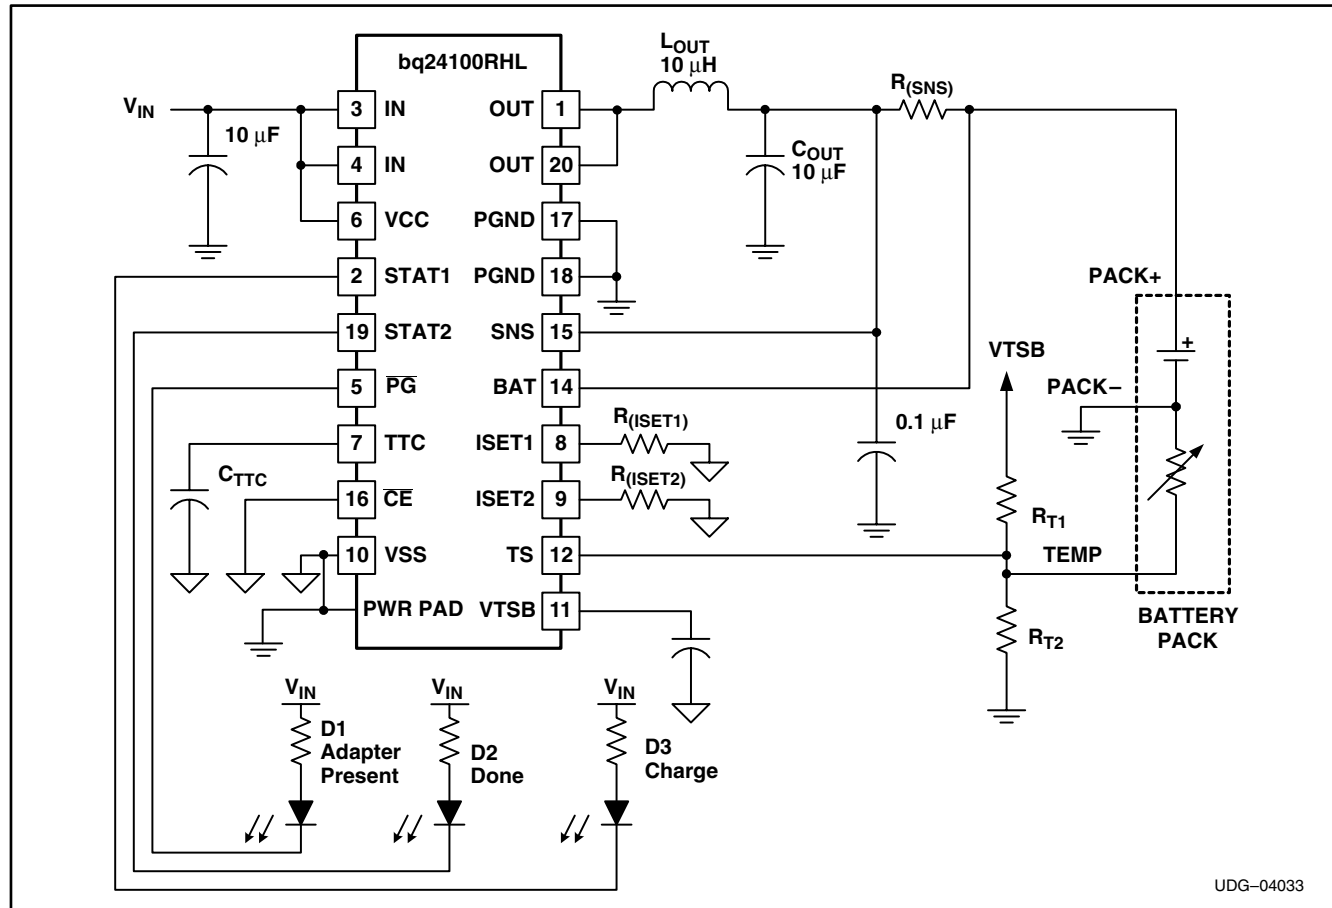 bq24100RHL
L_OUT
10 μH
R_(SNS)
V_IN
3 IN
OUT 1
10 μF
4 IN
OUT 20
C_OUT
10 μF
6 VCC
PGND 17
2 STAT1
PGND 18
PACK+
19 STAT2
SNS 15
+
VTSB
5 PG
BAT 14
PACK–
R_(ISET1)
0.1 μF
7 TTC
ISET1 8
C_TTC
R_(ISET2)
16 CE
ISET2 9
R_T1
10 VSS
TS 12
TEMP
PWR PAD
VTSB 11
BATTERY
PACK
R_T2
V_IN
V_IN
V_IN
D1
Adapter
Present
D2
Done
D3
Charge
UDG–04033